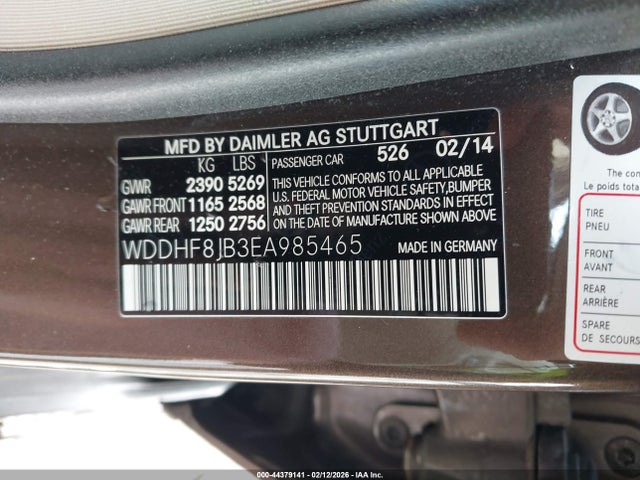 MFD BY DAIMLER AG STUTTGART
KG LBS PASSENGER CAR 526 02/14
GVWR 2390 5269
GAWR FRONT 1165 2568
GAWR REAR 1250 2756
THIS VEHICLE CONFORMS TO ALL APPLICABLE
U.S. FEDERAL MOTOR VEHICLE SAFETY,BUMPER
AND THEFT PREVENTION STANDARDS IN EFFECT
ON THE DATE OF MANUFACTURE SHOWN ABOVE
WDDHF8JB3EA985465 MADE IN GERMANY
The con
Le poids total
TIRE
PNEU
FRONT
AVANT
REAR
ARRIÈRE
SPARE
DE SECOURS
000-44379141 - 02/12/2026 - IAA Inc.